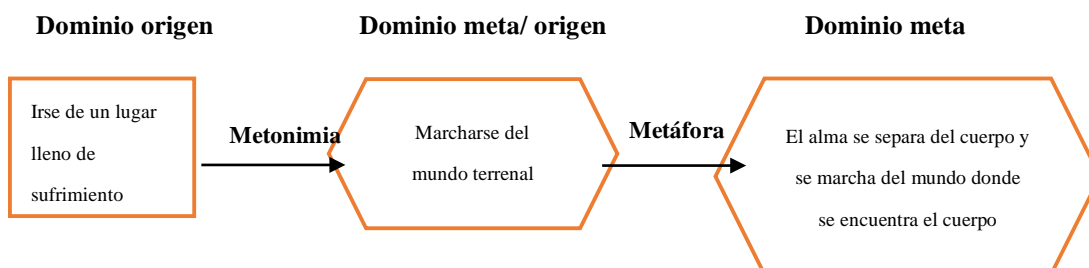 Dominio origen
Dominio meta/ origen
Dominio meta
Irse de un lugar
lleno de
sufrimiento
Metonimia
Marcharse del
mundo terrenal
Metáfora
El alma se separa del cuerpo y
se marcha del mundo donde
se encuentra el cuerpo